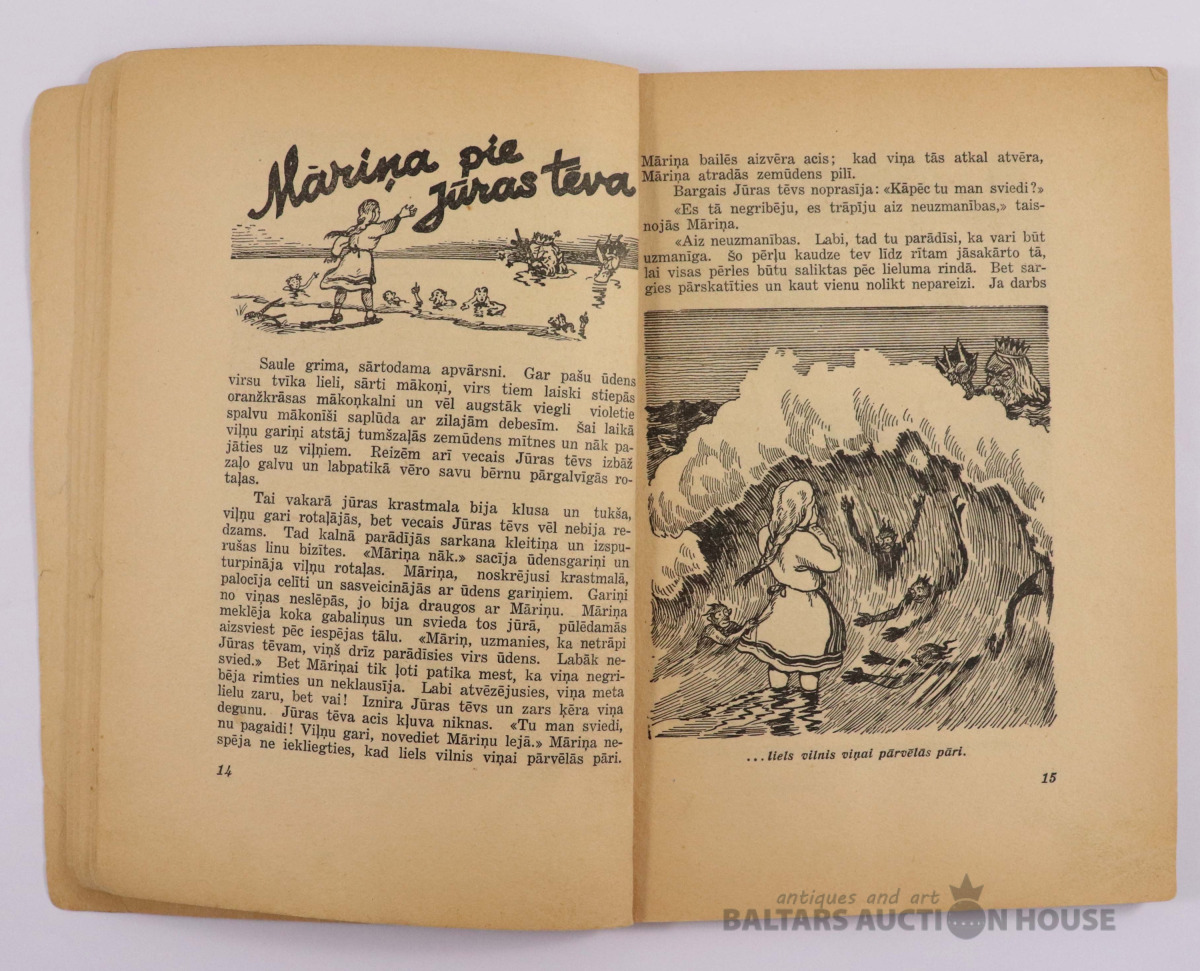 Māriņa pie
Jūras tēva
Saule grima, sārtodama apvārsni. Gar pašu ūdens
virsu tvīka lieli, sārti mākoņi, virs tiem laiski stiepās
oranžkrāsas mākoņkalni un vēl augstāk viegli violetie
spalvu mākonīši saplūda ar zilajām debesīm. Šai laikā
viļņu gariņi atstāj tumšzaļās zemūdens mītnes un nāk pa-
jāties uz viļņiem. Reizēm arī vecais Jūras tēvs izbāž
zaļo galvu un labpatikā vēro savu bērnu pārgalvīgās ro-
taļas.
Tai vakarā jūras krastmala bija klusa un tukša,
viļņu gari rotaļājās, bet vecais Jūras tēvs vēl nebija re-
dzams. Tad kalnā parādījās sarkana kleitiņa un izspu-
rušas linu bizītes. «Māriņa nāk.» sacīja ūdensgariņi un
turpināja viļņu rotaļas. Māriņa, noskrējusi krastmalā,
palocīja celīti un sasveicinājās ar ūdens gariņiem. Gariņi
no viņas neslēpās, jo bija draugos ar Māriņu. Māriņa
meklēja koka gabaliņus un svieda tos jūrā, pūlēdamās
aizsviest pēc iespējas tālu. «Māriņ, uzmanies, ka netrāpi
Jūras tēvam, viņš drīz parādīsies virs ūdens. Labāk ne-
svied.» Bet Māriņai tik ļoti patika mest, ka viņa negri-
bēja rimties un neklausīja. Labi atvēzējusies, viņa meta
lielu zaru, bet vai! Iznira Jūras tēvs un zars ķēra viņa
degunu. Jūras tēva acis kļuva niknas. «Tu man sviedi,
nu pagaidi! Viļņu gari, novediet Māriņu lejā.» Māriņa ne-
spēja ne iekliegties, kad liels vilnis viņai pārvēlās pāri.
14
Māriņa bailēs aizvēra acis; kad viņa tās atkal atvēra,
Māriņa atradās zemūdens pilī.
Bargais Jūras tēvs noprasīja: «Kāpēc tu man sviedi?»
«Es tā negribēju, es trāpīju aiz neuzmanības,» tais-
nojās Māriņa.
«Aiz neuzmanības. Labi, tad tu parādīsi, ka vari būt
uzmanīga. Šo pērļu kaudze tev līdz rītam jāsakārto tā,
lai visas pērles būtu saliktas pēc lieluma rindā. Bet sar-
gies pārskatīties un kaut vienu nolikt nepareizi. Ja darbs
...liels vilnis viņai pārvēlās pāri.
15
antiques and art
BALTARS AUCTION HOUSE